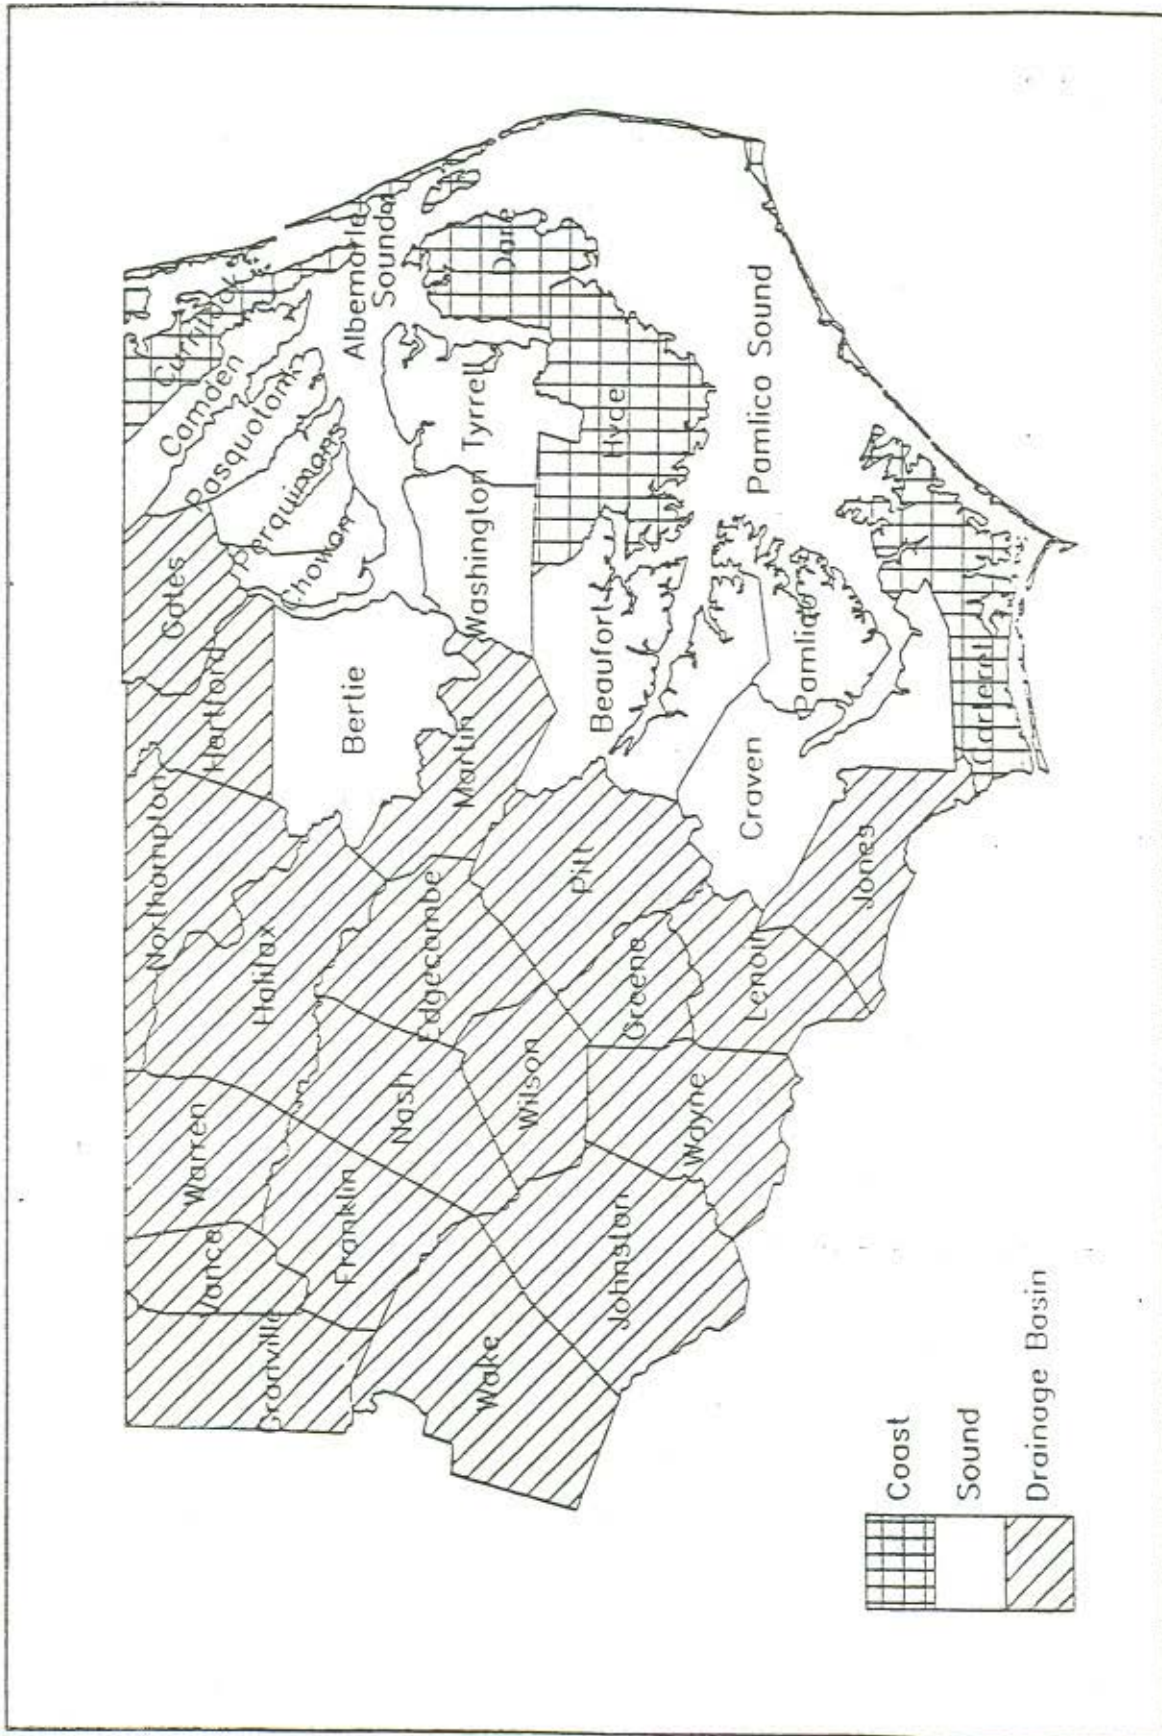 Currituck
Camden
Pasquotank
Perquimans
Chowan
Gates
Hartford
Northampton
Halifax
Warren
Vance
Granville
Franklin
Nash
Edgecombe
Martin
Bertie
Washington
Tyrrell
Dare
Hyde
Albemarle
Sound
Pamlico Sound
Beaufort
Pamlico
Craven
Carteret
Jones
Lenoir
Greene
Pitt
Wilson
Wayne
Johnston
Wake
Coast
Sound
Drainage Basin